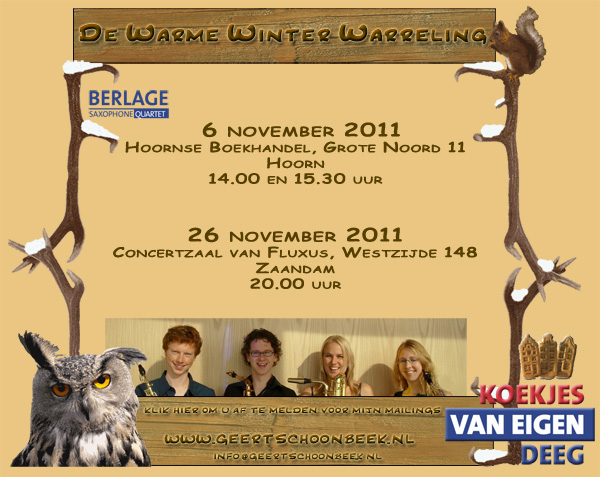 De Warme Winter Warreling
BERLAGE
SAXOPHONE QUARTET
6 november 2011
Hoornse Boekhandel, Grote Noord 11
Hoorn
14.00 en 15.30 uur
26 november 2011
Concertzaal van Fluxus, Westzijde 148
Zaandam
20.00 uur
KOEKJES
VAN EIGEN
DEEG
klik hier om u af te melden voor mijn mailings
www.geertschoonbeek.nl
info@geertschoonbeek.nl